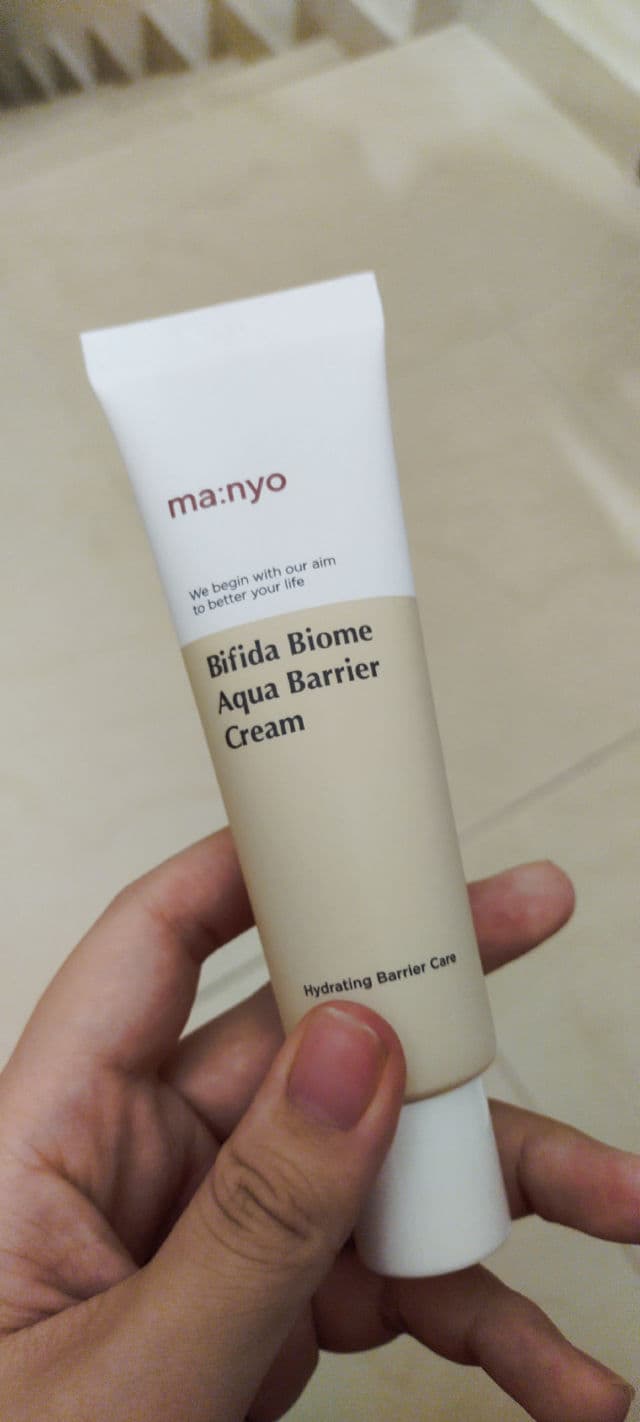 ma:nyo
We begin with our aim
to better your life
Bifida Biome
Aqua Barrier
Cream
Hydrating Barrier Care